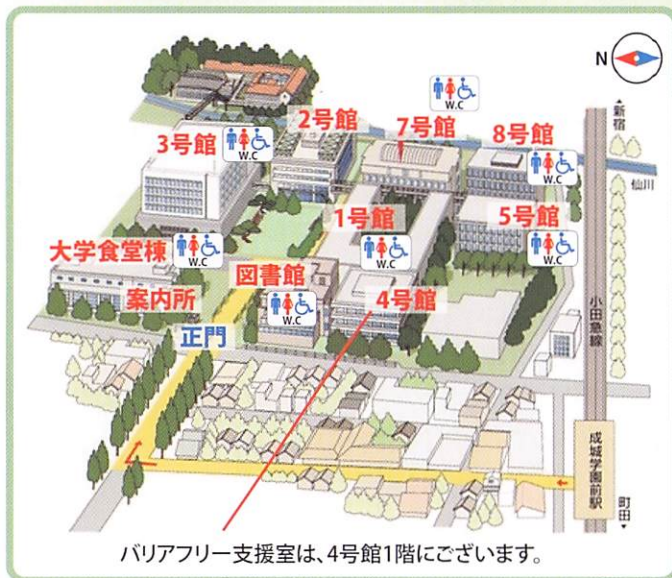 N
新宿
仙川
W.C
2号館
7号館
8号館
3号館
W.C
W.C
1号館
5号館
大学食堂棟
W.C
W.C
W.C
図書館
案内所
W.C
4号館
正門
小田急線
成城学園前駅
町田
バリアフリー支援室は、4号館1階にございます。